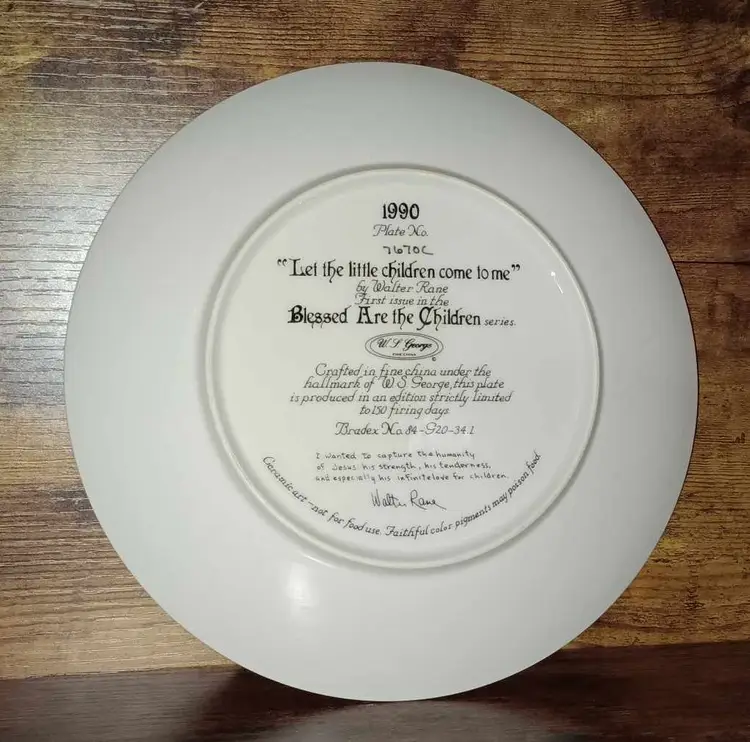 1990
Plate No.
7670C
"Let the little children come to me"
by Walter Rane
First issue in the
Blessed Are the Children series.
W. S. George
FINE CHINA
©
Crafted in fine china under the
hallmark of W. S. George, this plate
is produced in an edition strictly limited
to 150 firing days.
Bradex No. 84-G20-34.1
I wanted to capture the humanity
of Jesus: his strength, his tenderness,
and especially his infinite love for children.
Walter Rane
Ceramic art - not for food use. Faithful color pigments may poison food